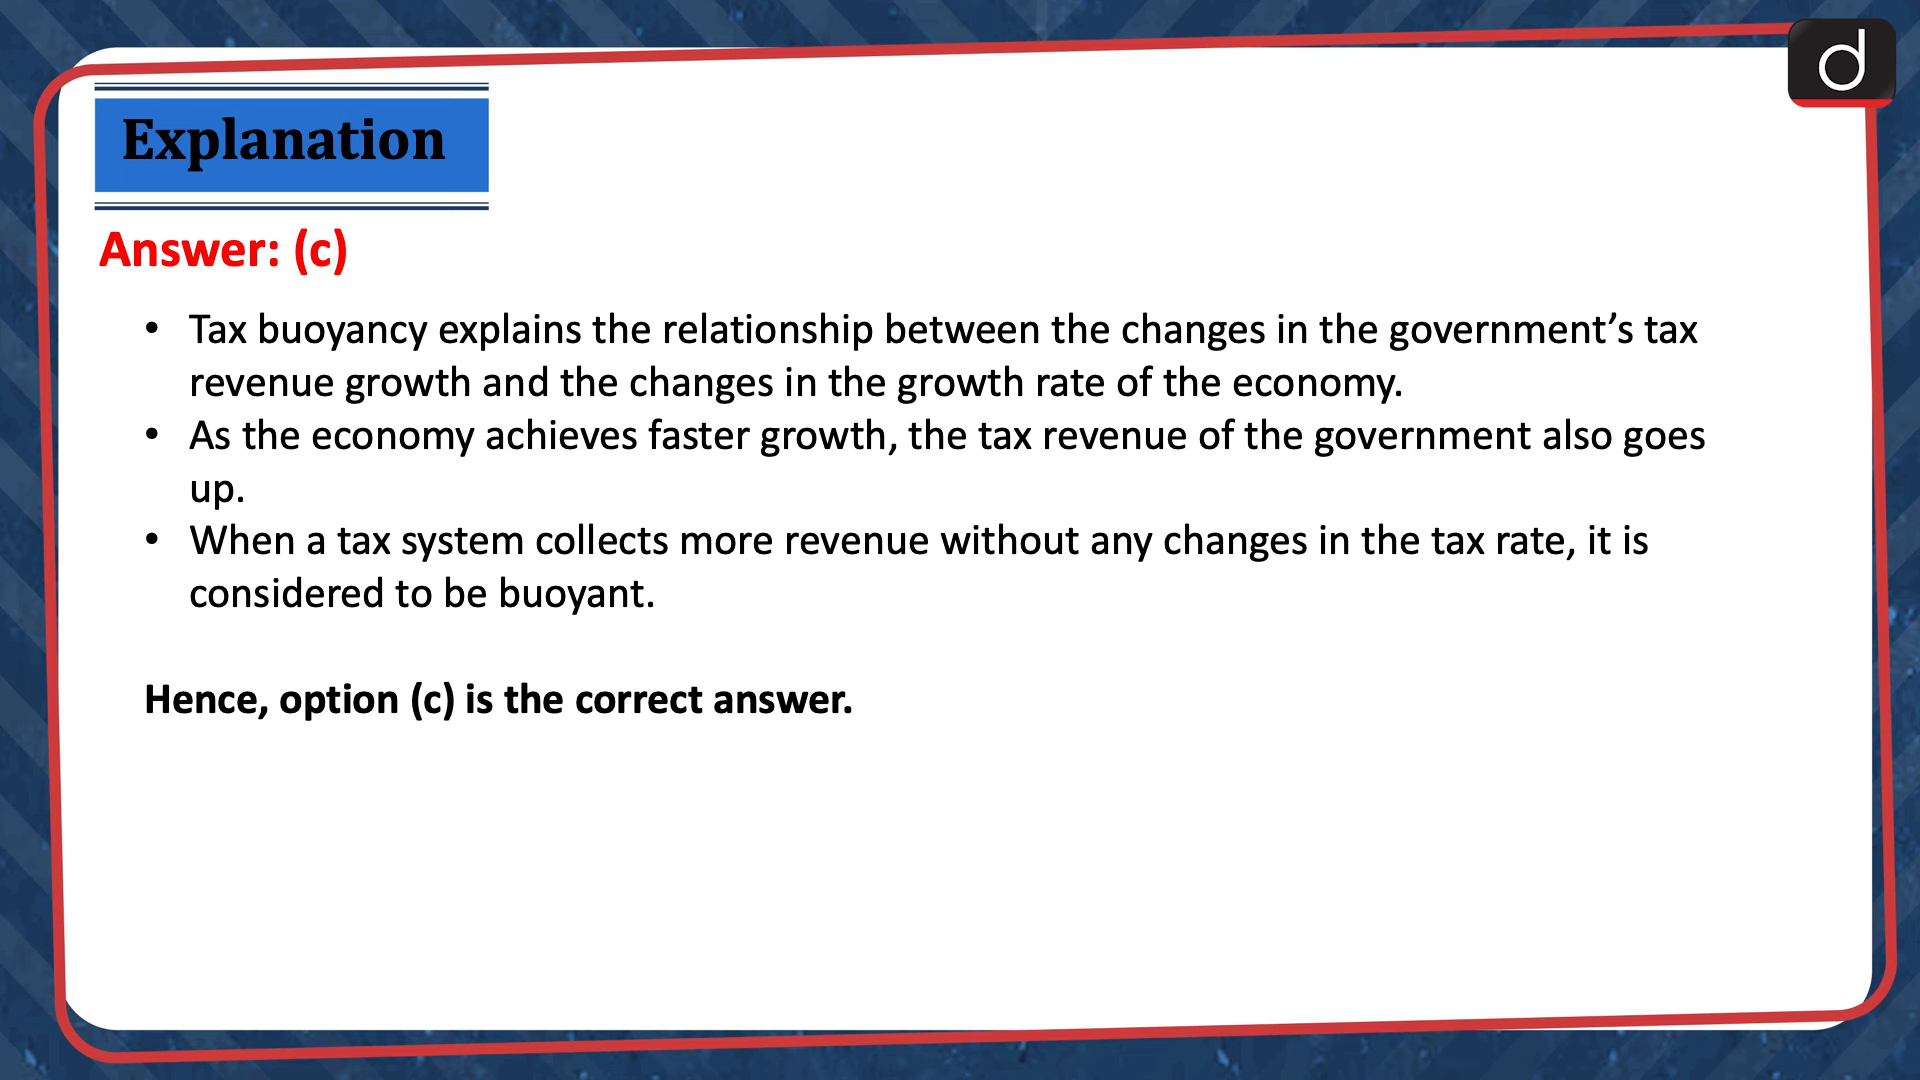 d
Explanation
Answer: (c)
• Tax buoyancy explains the relationship between the changes in the government’s tax
revenue growth and the changes in the growth rate of the economy.
• As the economy achieves faster growth, the tax revenue of the government also goes
up.
• When a tax system collects more revenue without any changes in the tax rate, it is
considered to be buoyant.
Hence, option (c) is the correct answer.